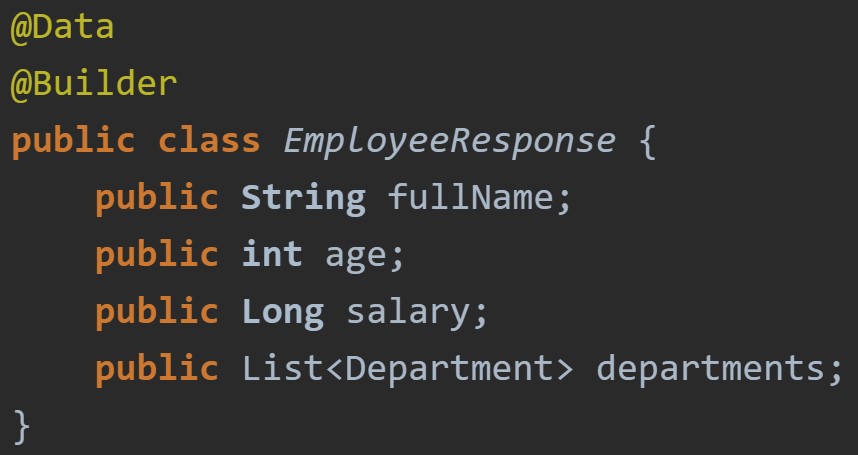 @Data
@Builder
public class EmployeeResponse {
    public String fullName;
    public int age;
    public Long salary;
    public List<Department> departments;
}